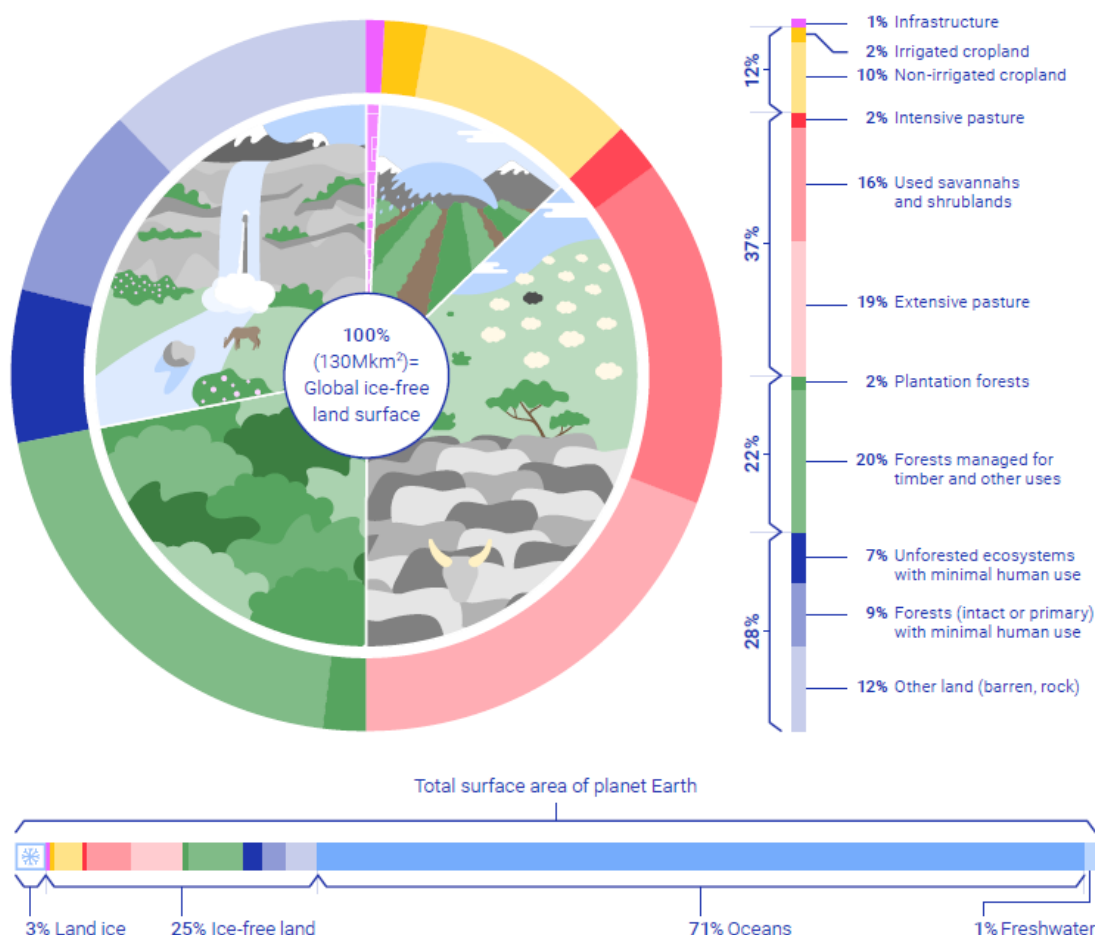 100%
(130Mkm²)=
Global ice-free
land surface
12%
37%
22%
28%
1% Infrastructure
2% Irrigated cropland
10% Non-irrigated cropland
2% Intensive pasture
16% Used savannahs
and shrublands
19% Extensive pasture
2% Plantation forests
20% Forests managed for
timber and other uses
7% Unforested ecosystems
with minimal human use
9% Forests (intact or primary)
with minimal human use
12% Other land (barren, rock)
Total surface area of planet Earth
3% Land ice
25% Ice-free land
71% Oceans
1% Freshwater